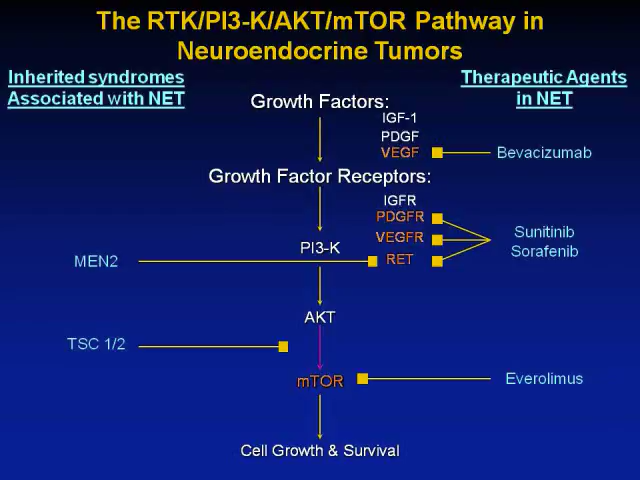 The RTK/PI3-K/AKT/mTOR Pathway in
Neuroendocrine Tumors
Inherited syndromes
Associated with NET
Therapeutic Agents
in NET
Growth Factors:
IGF-1
PDGF
VEGF
Bevacizumab
Growth Factor Receptors:
IGFR
PDGFR
VEGFR
RET
Sunitinib
Sorafenib
PI3-K
MEN2
AKT
TSC 1/2
mTOR
Everolimus
Cell Growth & Survival